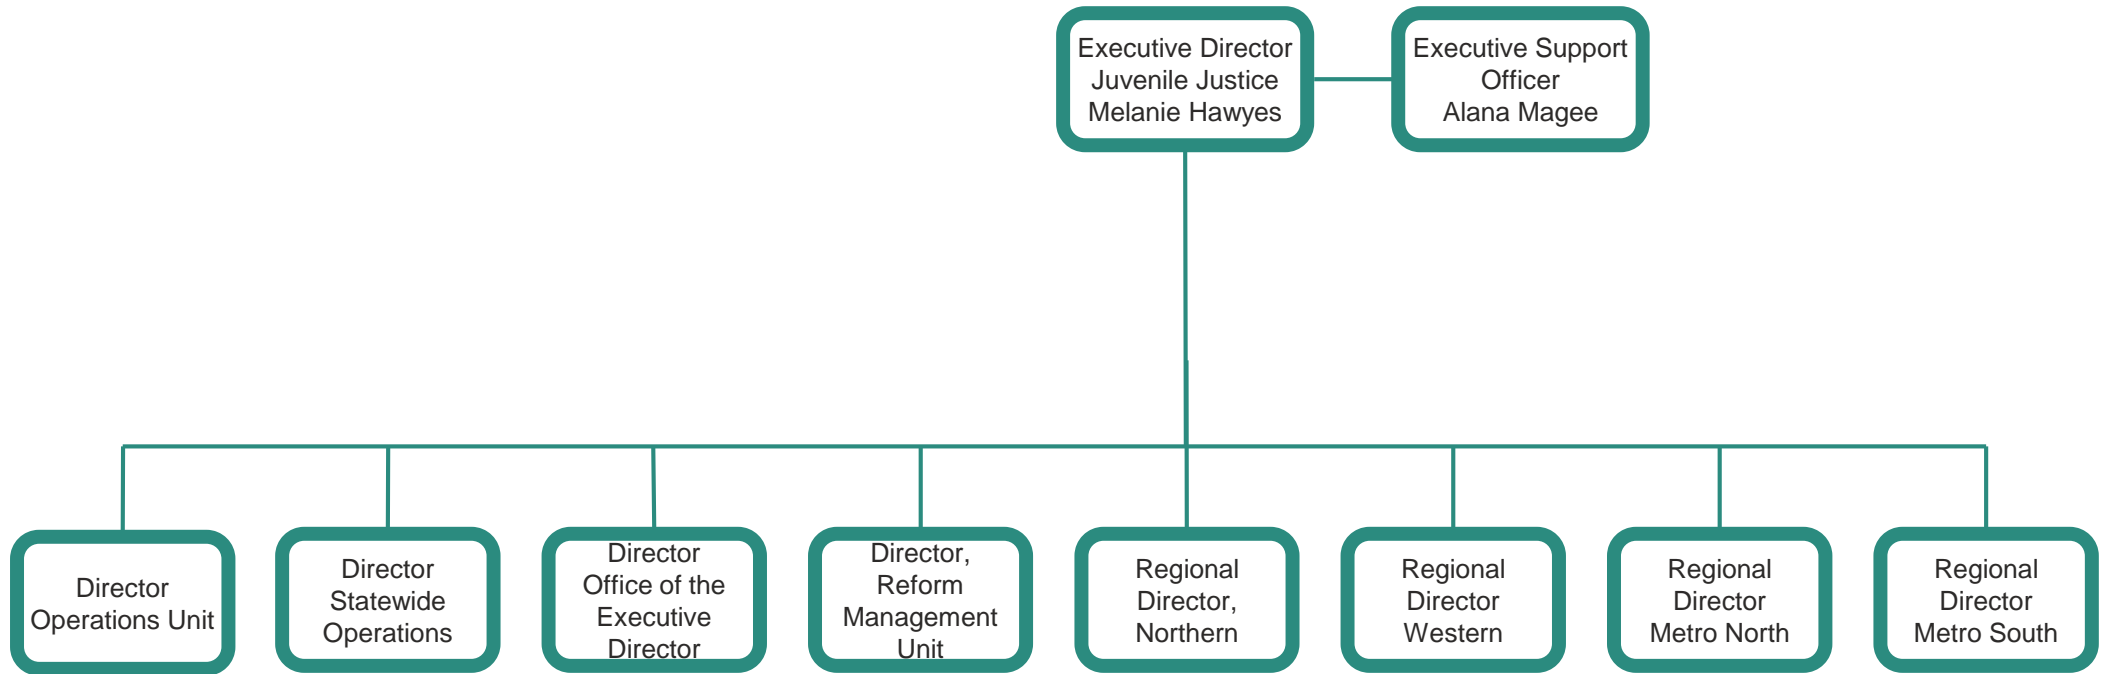 Executive Director
Juvenile Justice
Melanie Hawyes
Executive Support
Officer
Alana Magee
Director
Operations Unit
Director
Statewide
Operations
Director
Office of the
Executive
Director
Director,
Reform
Management
Unit
Regional
Director,
Northern
Regional
Director
Western
Regional
Director
Metro North
Regional
Director
Metro South